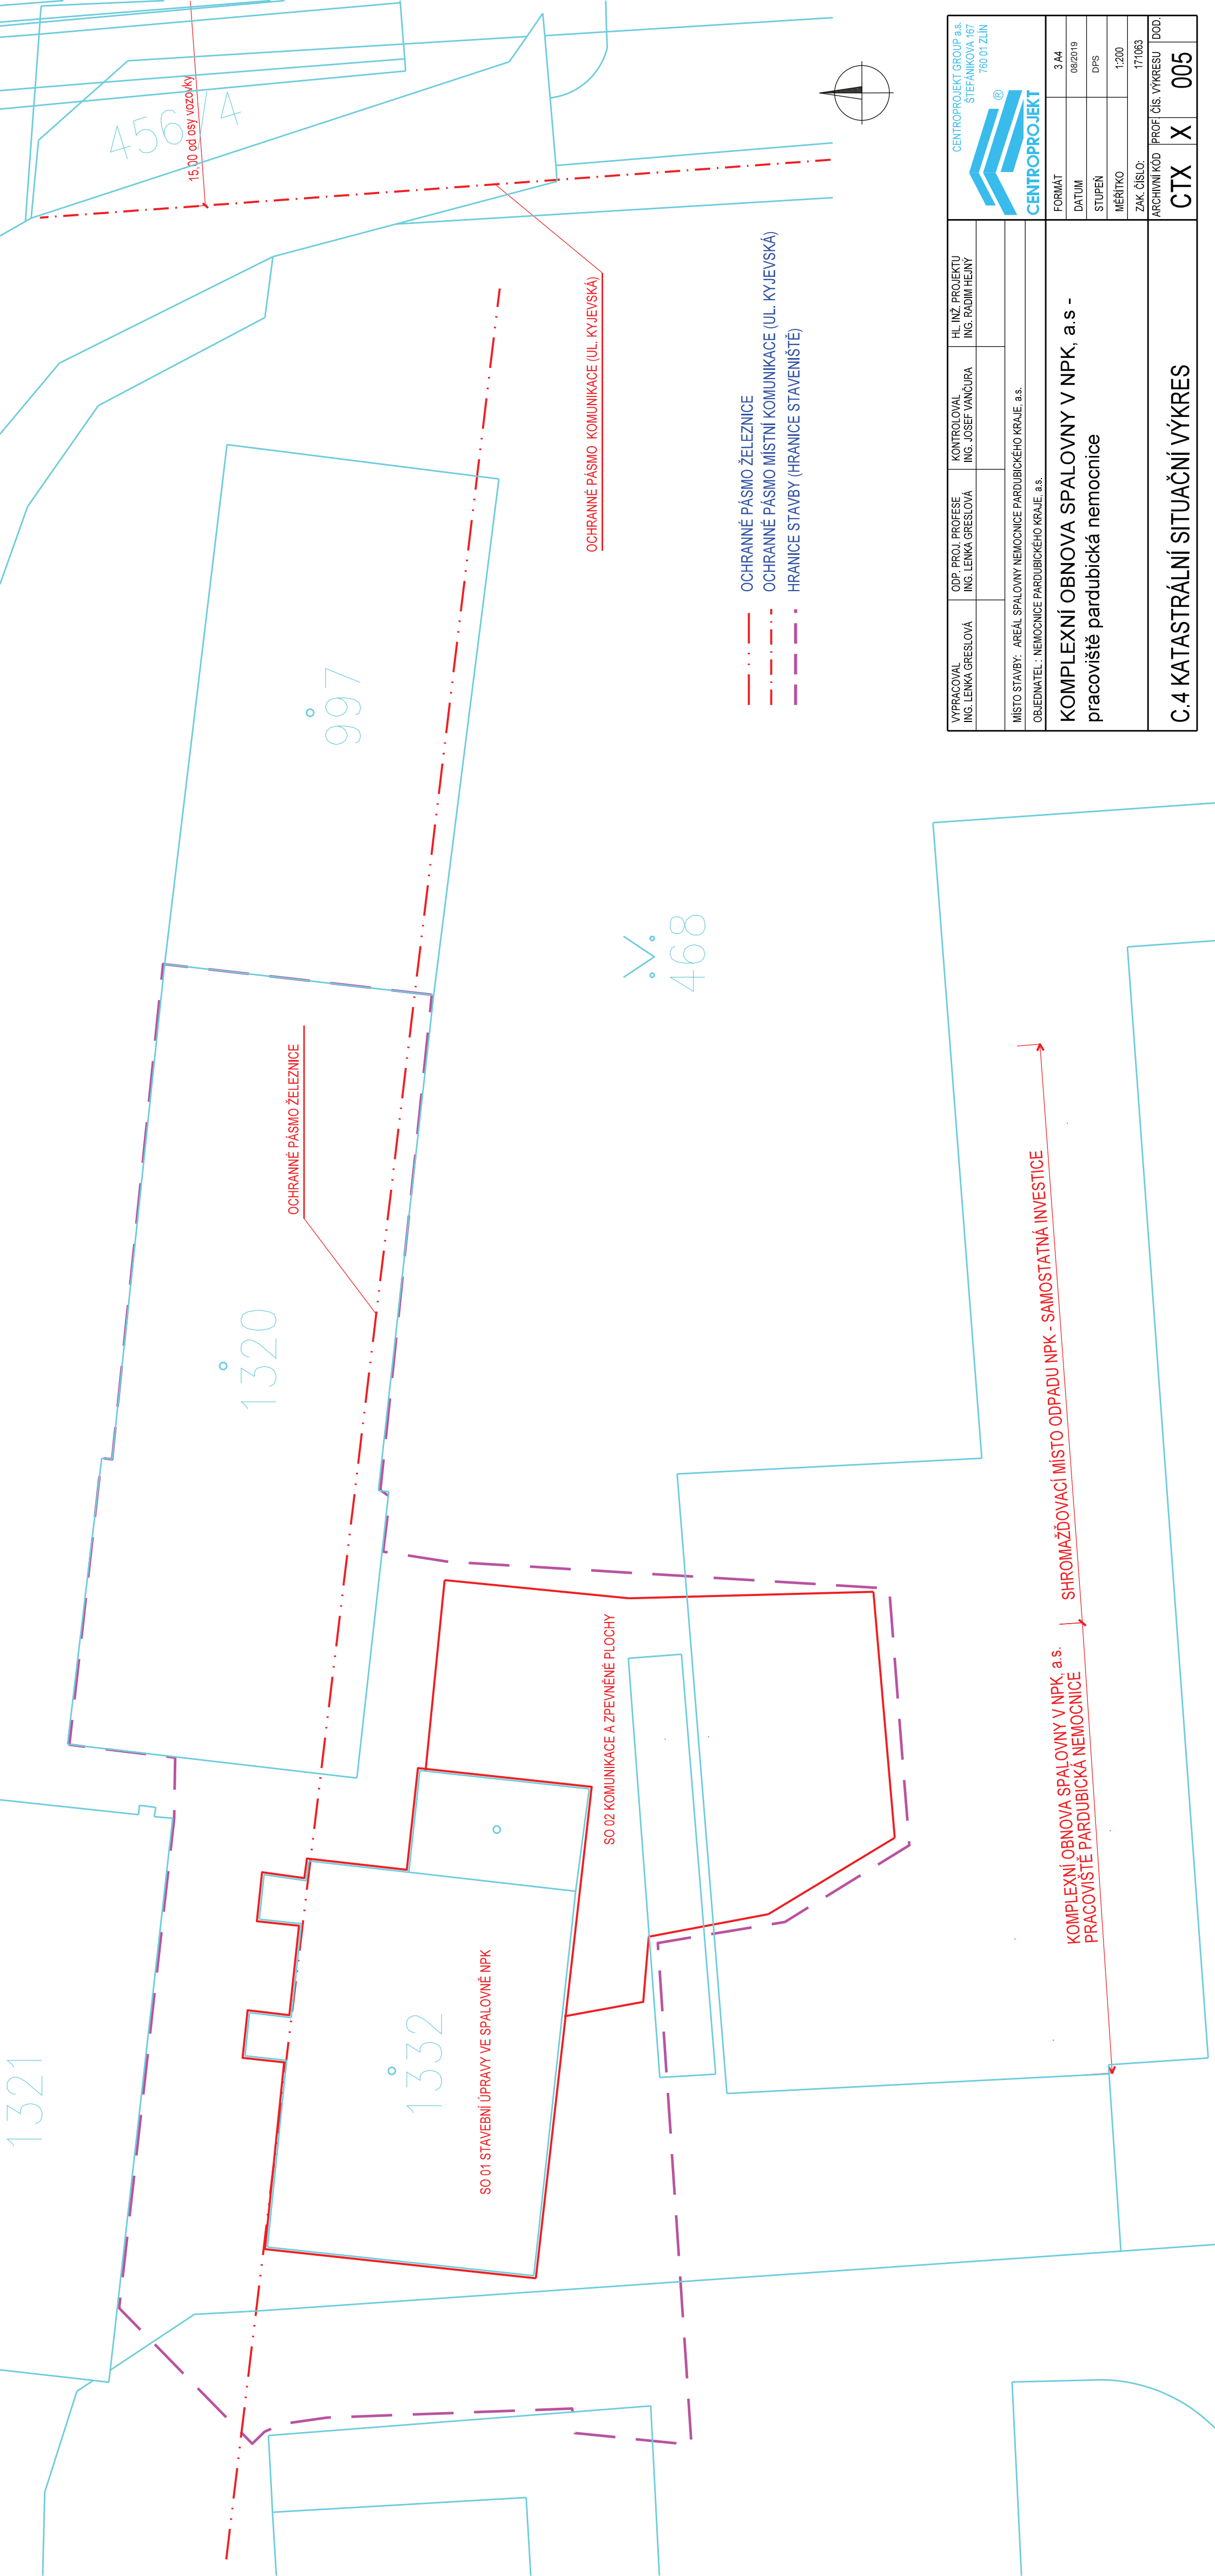 1321
1332
SO 01 STAVEBNÍ ÚPRAVY VE SPALOVNĚ NPK
SO 02 KOMUNIKACE A ZPEVNĚNÉ PLOCHY
1320
OCHRANNÉ PÁSMO ŽELEZNICE
997
468
456/4
15,00 od osy vozovky
OCHRANNÉ PÁSMO KOMUNIKACE (UL. KYJEVSKÁ)
OCHRANNÉ PÁSMO ŽELEZNICE
OCHRANNÉ PÁSMO MÍSTNÍ KOMUNIKACE (UL. KYJEVSKÁ)
HRANICE STAVBY (HRANICE STAVENIŠTĚ)
KOMPLEXNÍ OBNOVA SPALOVNY V NPK, a.s.
PRACOVIŠTĚ PARDUBICKÁ NEMOCNICE
SHROMAŽĎOVACÍ MÍSTO ODPADU NPK - SAMOSTATNÁ INVESTICE
VYPRACOVAL
ING. LENKA GRESLOVÁ
ODP. PROJ. PROFESE
ING. LENKA GRESLOVÁ
KONTROLOVAL
ING. JOSEF VANČURA
HL. INŽ. PROJEKTU
ING. RADIM HEJNÝ
CENTROPROJEKT GROUP a.s.
ŠTEFÁNIKOVA 167
760 01 ZLÍN
®
CENTROPROJEKT
MÍSTO STAVBY: AREÁL SPALOVNY NEMOCNICE PARDUBICKÉHO KRAJE, a.s.
OBJEDNATEL : NEMOCNICE PARDUBICKÉHO KRAJE, a.s.
KOMPLEXNÍ OBNOVA SPALOVNY V NPK, a.s -
pracoviště pardubická nemocnice
FORMÁT 3 A4
DATUM 08/2019
STUPEŇ DPS
MĚŘÍTKO 1:200
ZAK. ČÍSLO: 171063
C.4 KATASTRÁLNÍ SITUAČNÍ VÝKRES
ARCHIVNÍ KÓD PROF. ČÍS. VÝKRESU DOD.
CTX X 005